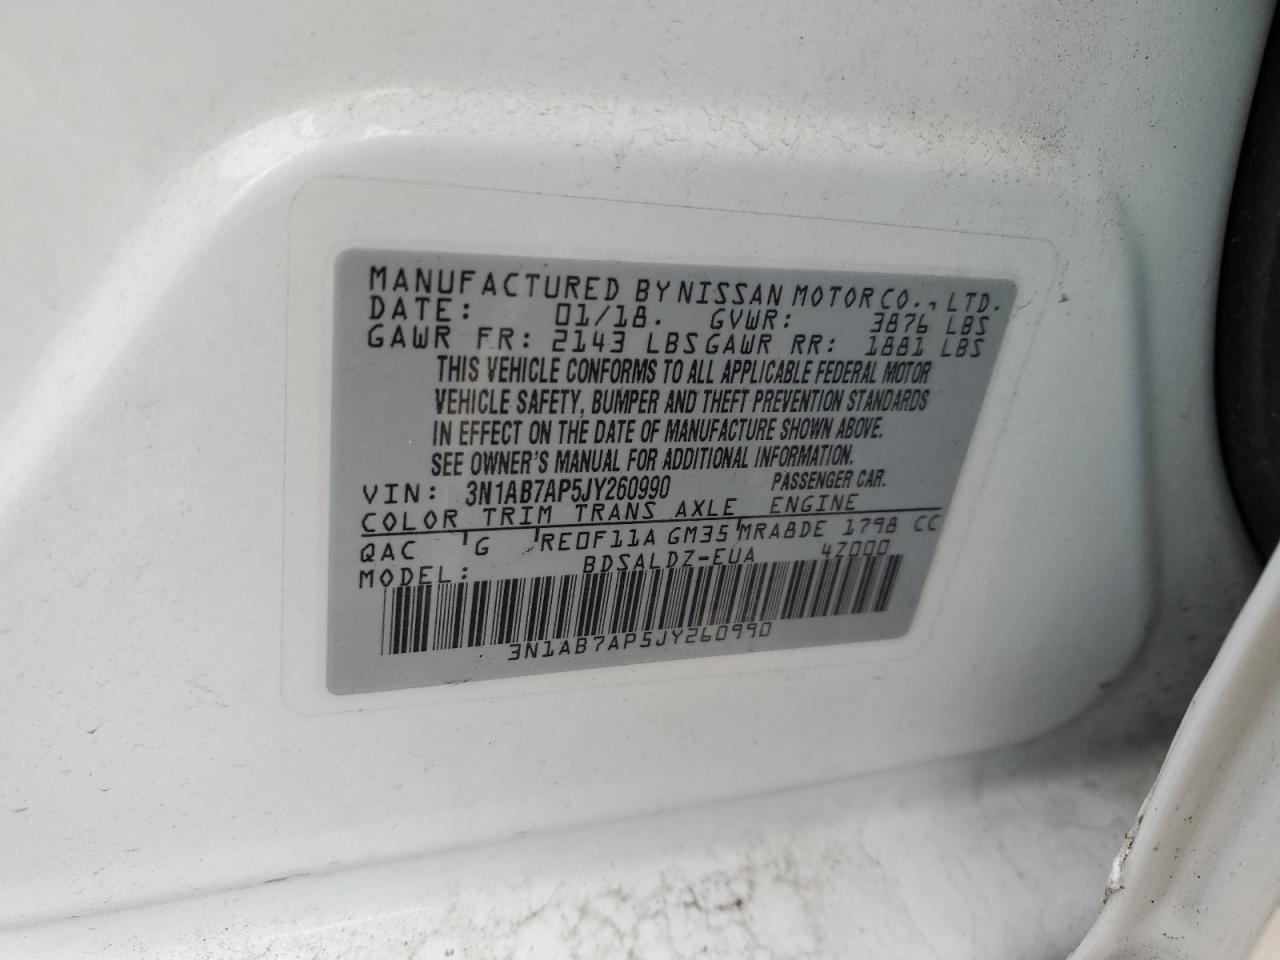 MANUFACTURED BY NISSAN MOTOR CO., LTD.
DATE: 01/18. GVWR: 3876 LBS
GAWR FR: 2143 LBS GAWR RR: 1881 LBS
THIS VEHICLE CONFORMS TO ALL APPLICABLE FEDERAL MOTOR
VEHICLE SAFETY, BUMPER AND THEFT PREVENTION STANDARDS
IN EFFECT ON THE DATE OF MANUFACTURE SHOWN ABOVE.
SEE OWNER'S MANUAL FOR ADDITIONAL INFORMATION.
VIN: 3N1AB7AP5JY260990 PASSENGER CAR.
COLOR TRIM TRANS AXLE ENGINE
QAC G RE0F11A GM35 MRA8DE 1798 CC
MODEL: BDSALDZ-EUA 4Z000
3N1AB7AP5JY260990